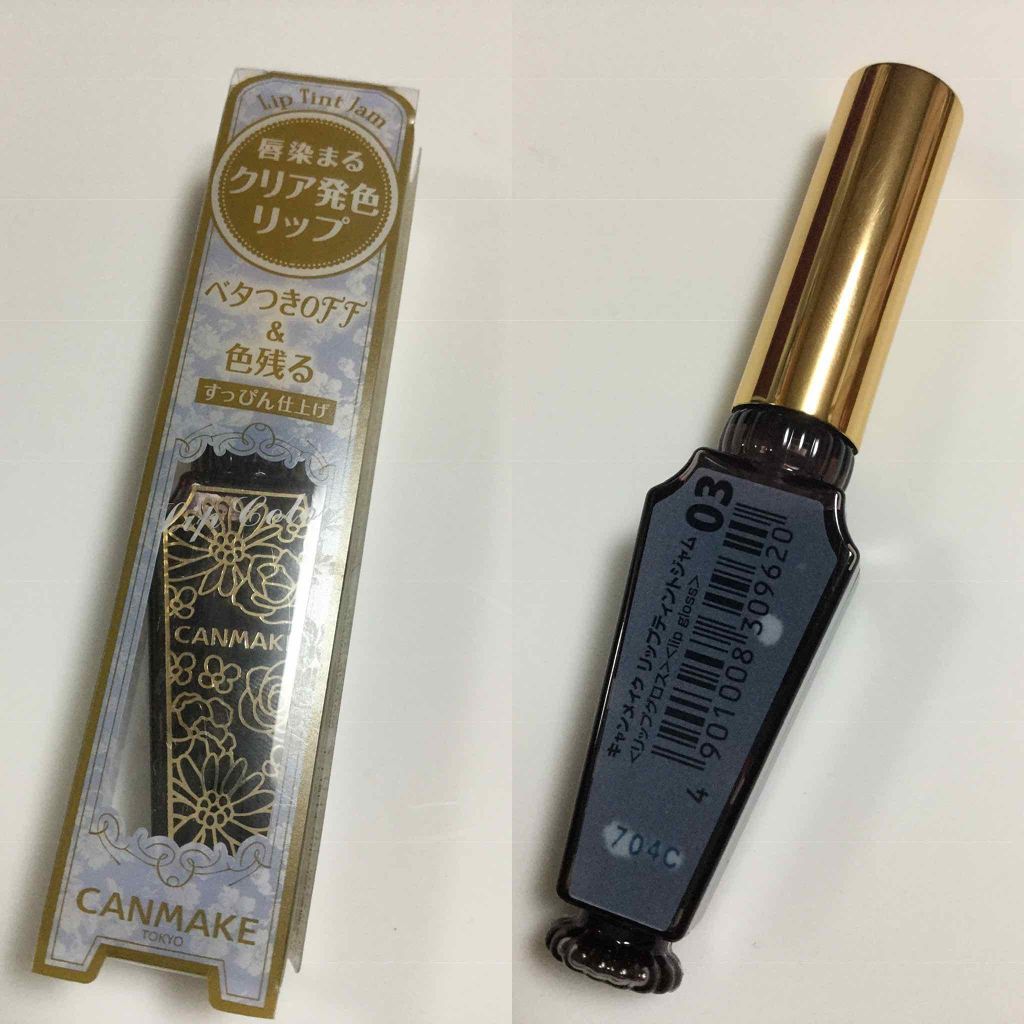 Lip Tint Jam
唇染まる
クリア発色
リップ
ベタつきOFF
&
色残る
すっぴん仕上げ
Lip Color
CANMAKE
CANMAKE
TOKYO
03
キャンメイク リップティントジャム
<リップグロス><lip gloss>
4 901008 309620
704C